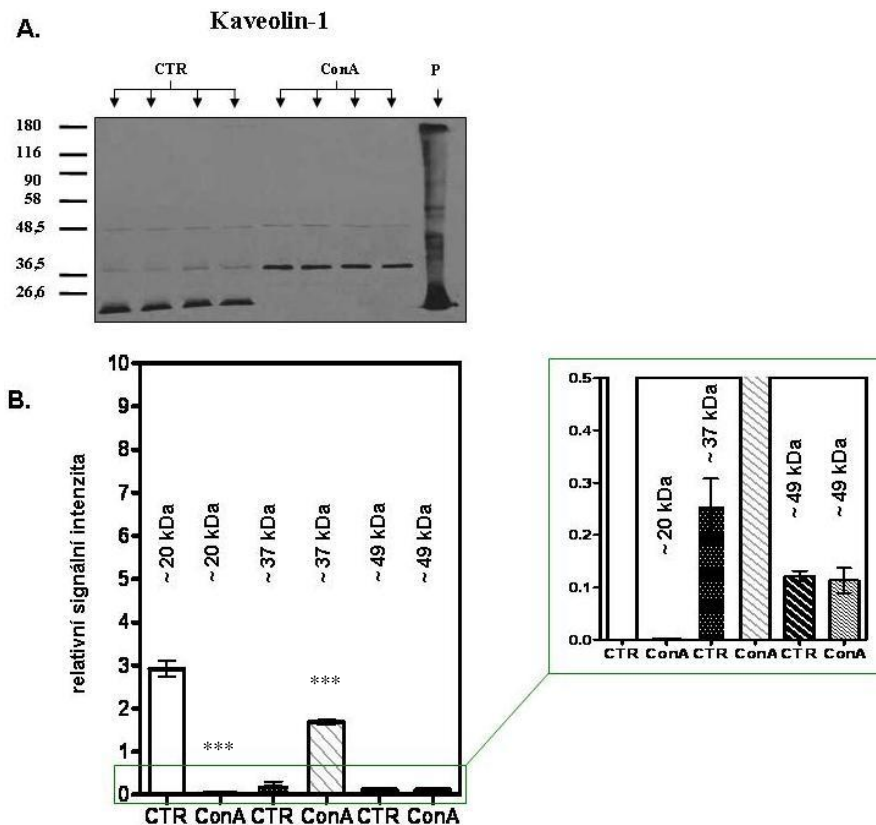 Kaveolin-1
A.
CTR ConA P
180
116
90
58
48,5
36,5
26,6
B.
relativní signální intenzita
10
9
8
7
6
5
4
3
2
1
0
~ 20 kDa
~ 20 kDa
~ 37 kDa
~ 37 kDa
~ 49 kDa
~ 49 kDa
***
***
CTR ConA CTR ConA CTR ConA
0.5
0.4
0.3
0.2
0.1
0.0
~ 20 kDa
~ 37 kDa
~ 49 kDa
~ 49 kDa
CTR ConA CTR ConA CTR ConA